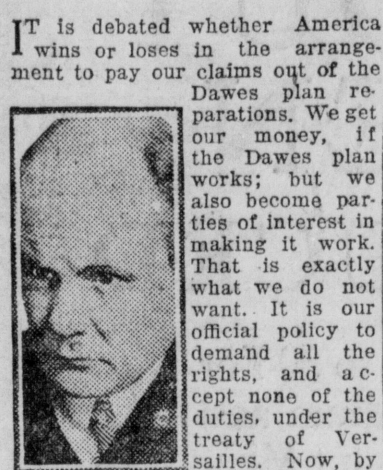 IT is debated whether America
wins or loses in the arrange-
ment to pay our claims out of the
Dawes plan re-
parations. We get
our money, if
the Dawes plan
works; but we
also become par-
ties of interest in
making it work.
That is exactly
what we do not
want. It is our
official policy to
demand all the
rights, and ac-
cept none of the
duties, under the
treaty of Ver-
sailles. Now, by